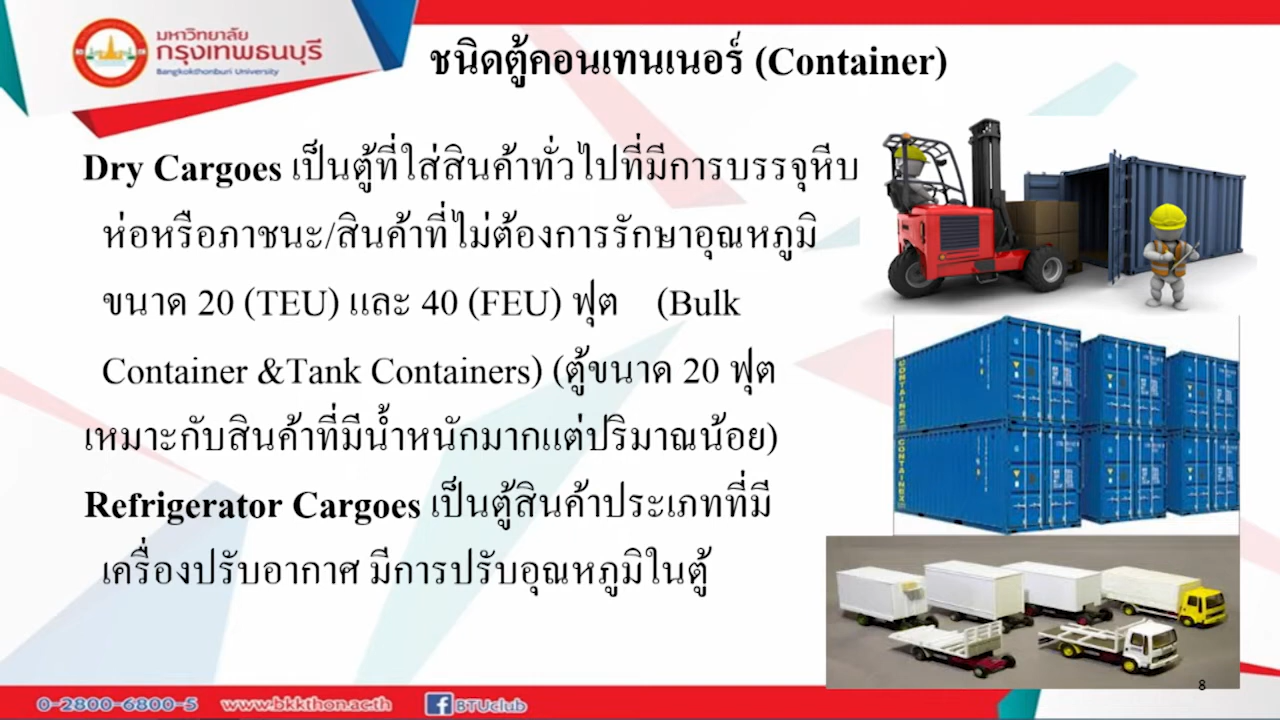 มหาวิทยาลัย
กรุงเทพธนบุรี
Bangkokthonburi University
ชนิดตู้คอนเทนเนอร์ (Container)
Dry Cargoes เป็นตู้ที่ใส่สินค้าทั่วไปที่มีการบรรจุหีบ
ห่อหรือภาชนะ/สินค้าที่ไม่ต้องการรักษาอุณหภูมิ
ขนาด 20 (TEU) และ 40 (FEU) ฟุต (Bulk
Container &Tank Containers) (ตู้ขนาด 20 ฟุต
เหมาะกับสินค้าที่มีน้ำหนักมากแต่ปริมาณน้อย)
Refrigerator Cargoes เป็นตู้สินค้าประเภทที่มี
เครื่องปรับอากาศ มีการปรับอุณหภูมิในตู้
CONTAINEX
CONTAINEX
8
0-2800-6800-5 www.bkkthon.ac.th BTUclub